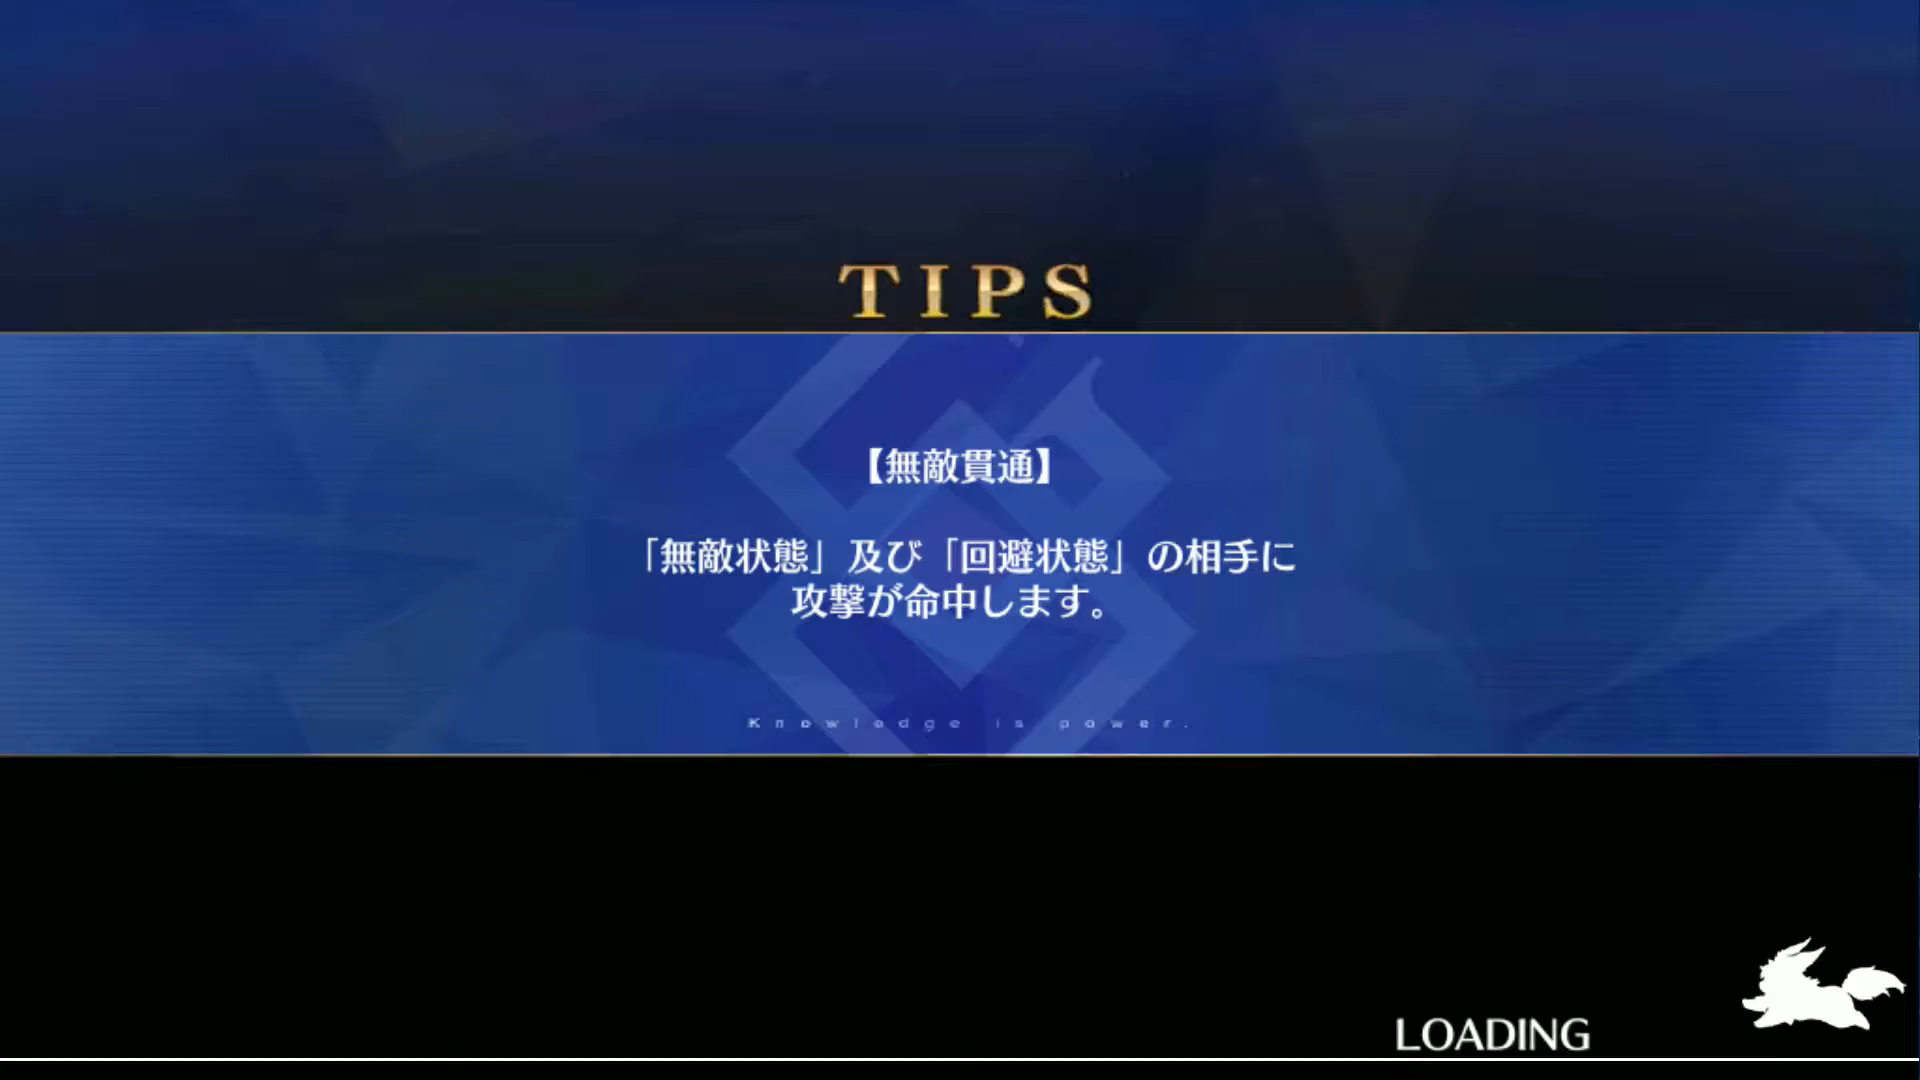 TIPS
【無敵貫通】
「無敵状態」及び「回避状態」の相手に
攻撃が命中します。
Knowledge is power.
LOADING